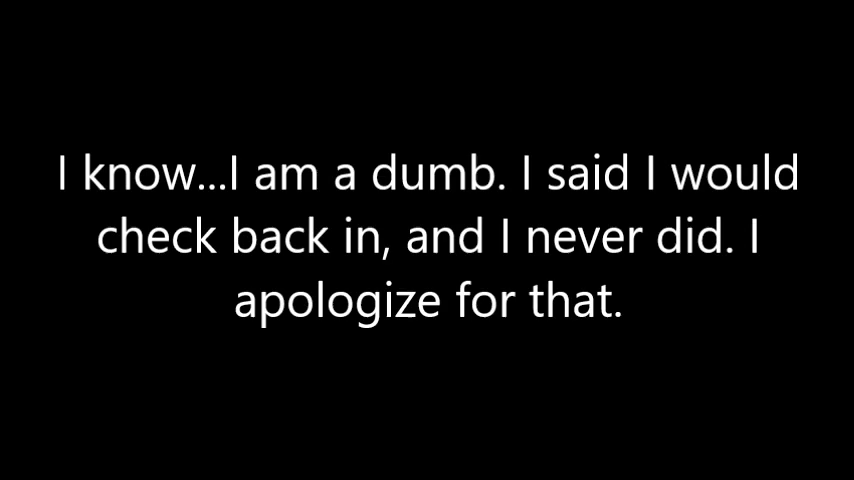 I know...I am a dumb. I said I would
check back in, and I never did. I
apologize for that.